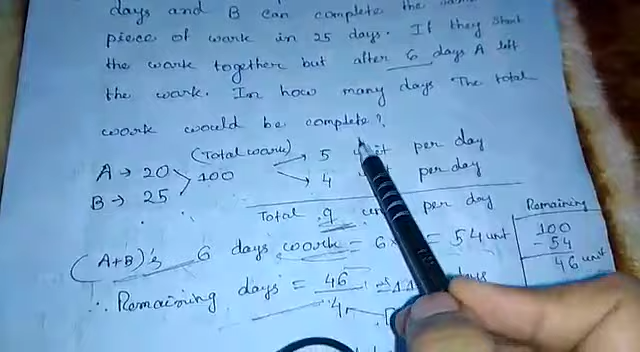 days and B can complete the
piece of work in 25 days. If they start
the work together but after 6 days A left
the work. In how many days The total
work would be complete?
(Total work)
A → 20
B → 25
100
5 unit per day
4 per day
Total 9 per day
(A+B)'s 6 days work = 6 = 54 unit
∴ Remaining days = 46
4
Remaining
100
- 54
46 unit